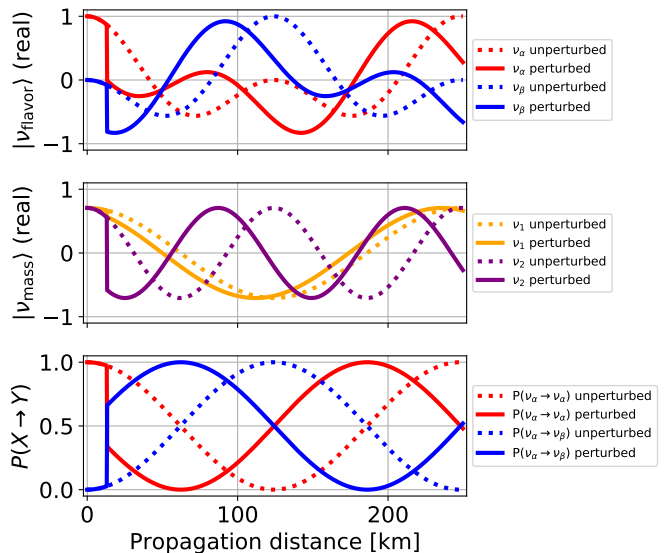 |ν_flavor⟩ (real)
1
0
−1
ν_α unperturbed
ν_α perturbed
ν_β unperturbed
ν_β perturbed
|ν_mass⟩ (real)
1
0
−1
ν_1 unperturbed
ν_1 perturbed
ν_2 unperturbed
ν_2 perturbed
P(X → Y)
1.0
0.5
0.0
P(ν_α → ν_α) unperturbed
P(ν_α → ν_α) perturbed
P(ν_α → ν_β) unperturbed
P(ν_α → ν_β) perturbed
0 100 200
Propagation distance [km]